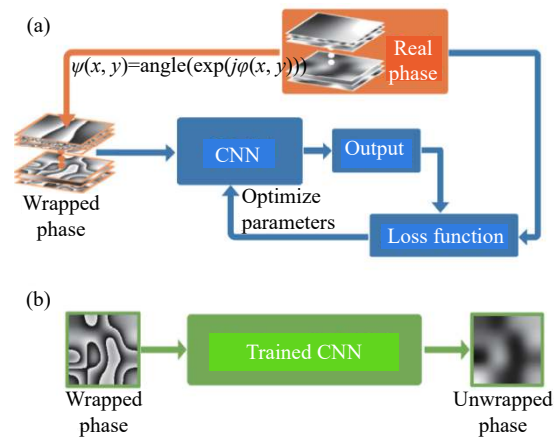 (a)
Real
phase
ψ(x, y)=angle(exp(jφ(x, y)))
CNN
Output
Wrapped
phase
Optimize
parameters
Loss function
(b)
Trained CNN
Wrapped
phase
Unwrapped
phase